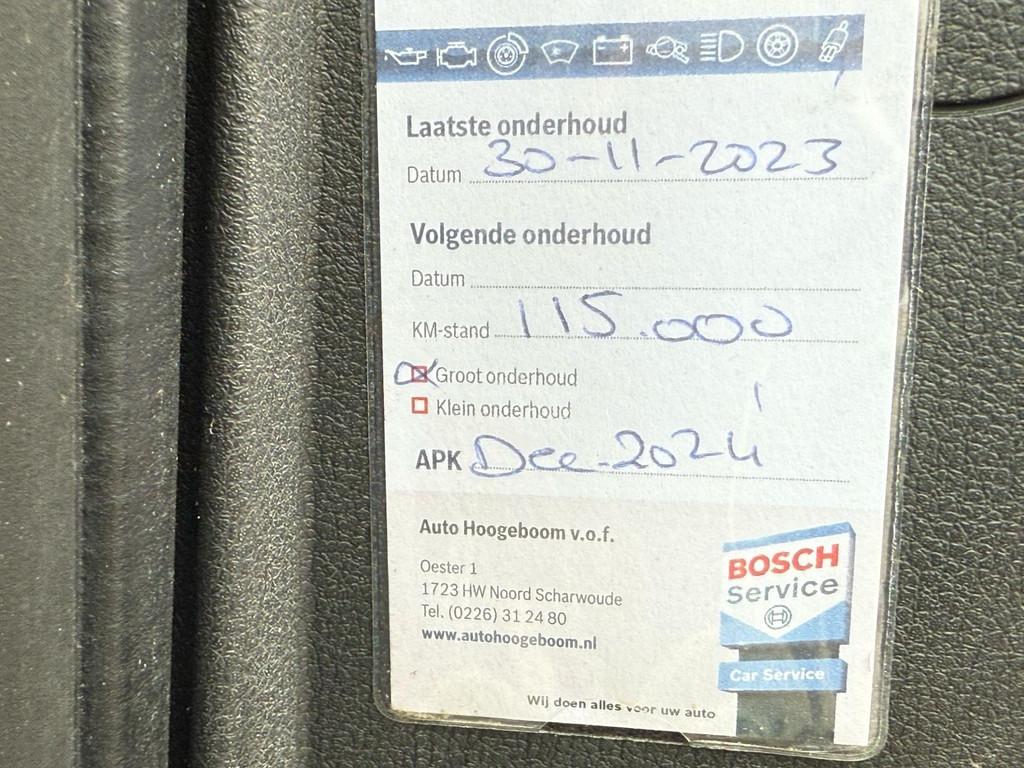 Laatste onderhoud
Datum 30-11-2023
Volgende onderhoud
Datum
KM-stand 115.000
Groot onderhoud
Klein onderhoud
APK Dec-2024
Auto Hoogeboom v.o.f.
Oester 1
1723 HW Noord Scharwoude
Tel. (0226) 31 24 80
www.autohoogeboom.nl
BOSCH
Service
Car Service
Wij doen alles voor uw auto